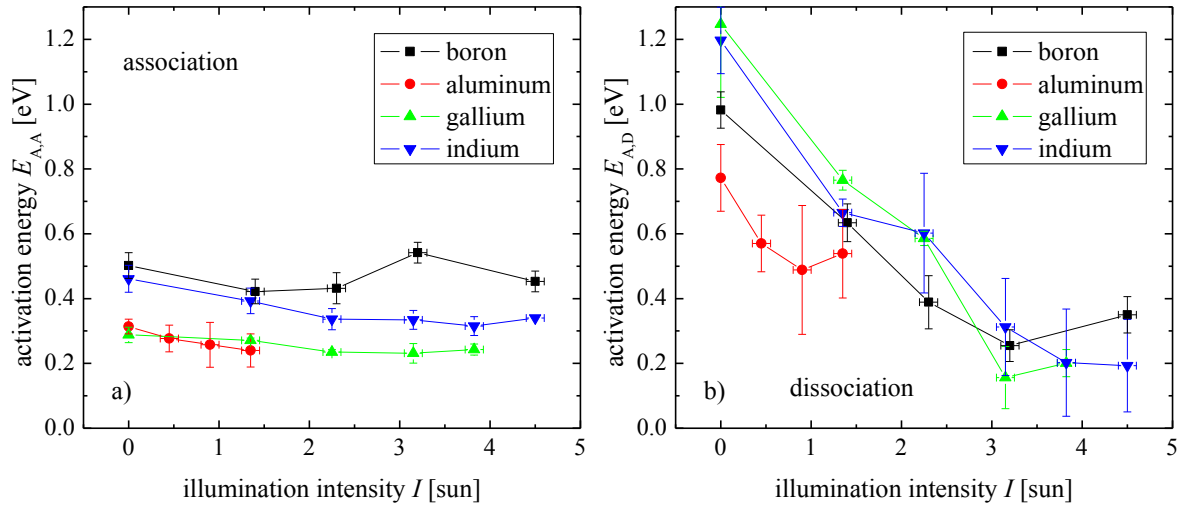 association
boron
aluminum
gallium
indium
activation energy E_A,A [eV]
1.2
1.0
0.8
0.6
0.4
0.2
0.0
a)
0 1 2 3 4 5
illumination intensity I [sun]
boron
aluminum
gallium
indium
activation energy E_A,D [eV]
1.2
1.0
0.8
0.6
0.4
0.2
0.0
b)
dissociation
0 1 2 3 4 5
illumination intensity I [sun]